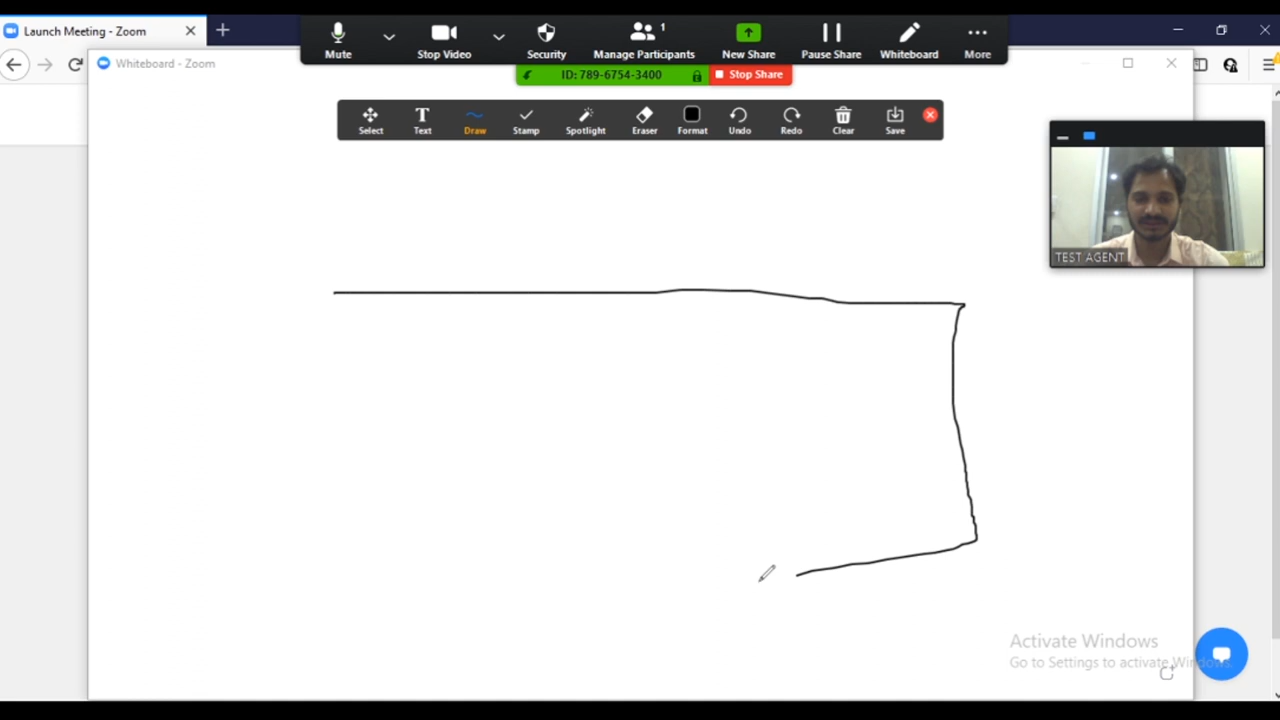 Launch Meeting - Zoom
Mute
Stop Video
Security
1
Manage Participants
New Share
Pause Share
Whiteboard
More
Whiteboard - Zoom
ID: 789-6754-3400
Stop Share
Select
Text
Draw
Stamp
Spotlight
Eraser
Format
Undo
Redo
Clear
Save
TEST AGENT
Activate Windows
Go to Settings to activate Windows.